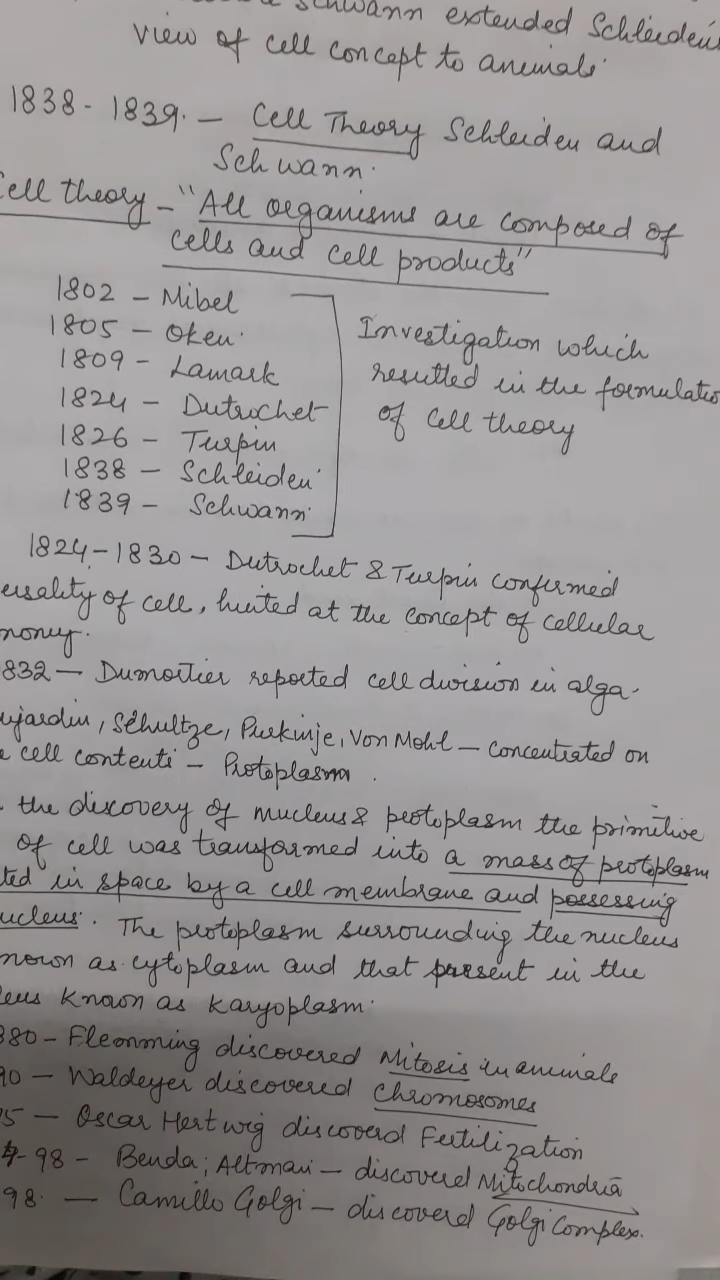 Schwann extended Schleiden's
view of cell concept to animals.
1838 - 1839. — Cell Theory Schleiden and
Schwann.
Cell theory - "All organisms are composed of
cells and cell products"
1802 - Mibel
1805 - Oken.
1809 - Lamark
1824 - Dutrochet
1826 - Turpin
1838 - Schleiden
1839 - Schwann.
Investigation which
resulted in the formulatio
of Cell theory
1824-1830 - Dutrochet & Turpin confirmed
ersality of cell, hinted at the concept of cellular
nomy.
832 — Dumortier reported cell division in alga.
ujardin, Schultze, Purkinje, Von Mohl — concentrated on
e cell contents - Protoplasm.
the discovery of nucleus & protoplasm the primitive
of cell was transformed into a mass of protoplasm
ted in space by a cell membrane and possessing
ucleus. The protoplasm surrounding the nucleus
nown as cytoplasm and that present in the
leus known as karyoplasm.
880 - Flemming discovered Mitosis in animals
90 — Waldeyer discovered Chromosomes
5 — Oscar Hertwig discoverd Fertilization
98 - Benda; Altman — discovered Mitochondria
98. — Camillo Golgi — discoverd Golgi Complex.